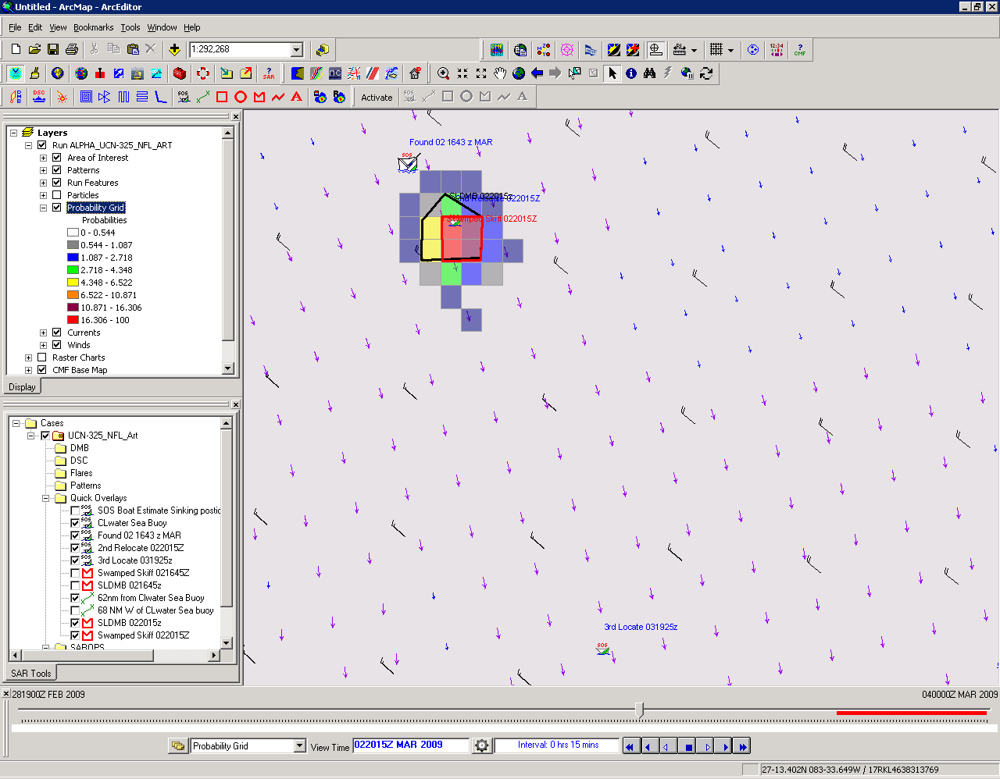 Untitled - ArcMap - ArcEditor
File Edit View Bookmarks Tools Window Help
1:292,268
Activate
Layers
Run ALPHA_UCN-325_NFL_ART
Area of Interest
Patterns
Run Features
Particles
Probability Grid
Probabilities
0 - 0.544
0.544 - 1.087
1.087 - 2.718
2.718 - 4.348
4.348 - 6.522
6.522 - 10.871
10.871 - 16.306
16.306 - 100
Currents
Winds
Raster Charts
CMF Base Map
Display
Cases
UCN-325_NFL_Art
DMB
DSC
Flares
Patterns
Quick Overlays
SOS Boat Estimate Sinking postic
CLwater Sea Buoy
Found 02 1643 z MAR
2nd Relocate 022015Z
3rd Locate 031925z
Swamped Skiff 021645Z
SLDMB 021645z
62nm from Clwater Sea Buoy
68 NM W of CLwater Sea buoy
SLDMB 022015z
Swamped Skiff 022015Z
SAROPS
SAR Tools
Found 02 1643 z MAR
SOS
SLDMB 022015z
2nd Relocate 022015Z
Swamped Skiff 022015Z
3rd Locate 031925z
SOS
281900Z FEB 2009
040000Z MAR 2009
Probability Grid
View Time
022015Z MAR 2009
Interval: 0 hrs 15 mins
27-13.402N 083-33.649W / 17RKL4638313769